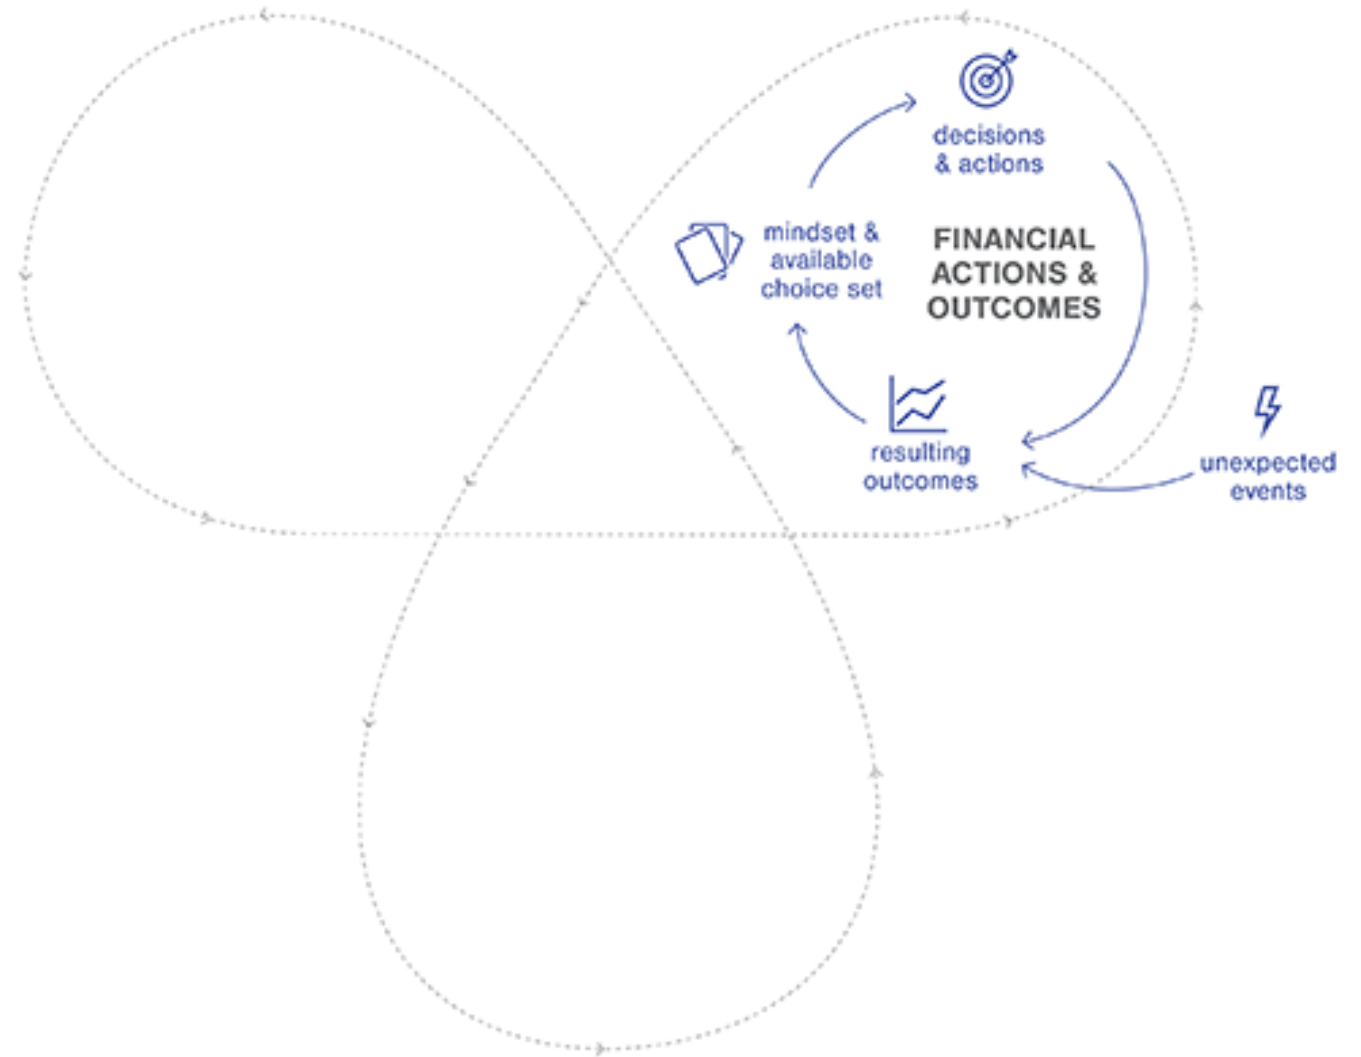 decisions
& actions
mindset &
available
choice set
FINANCIAL
ACTIONS &
OUTCOMES
resulting
outcomes
unexpected
events